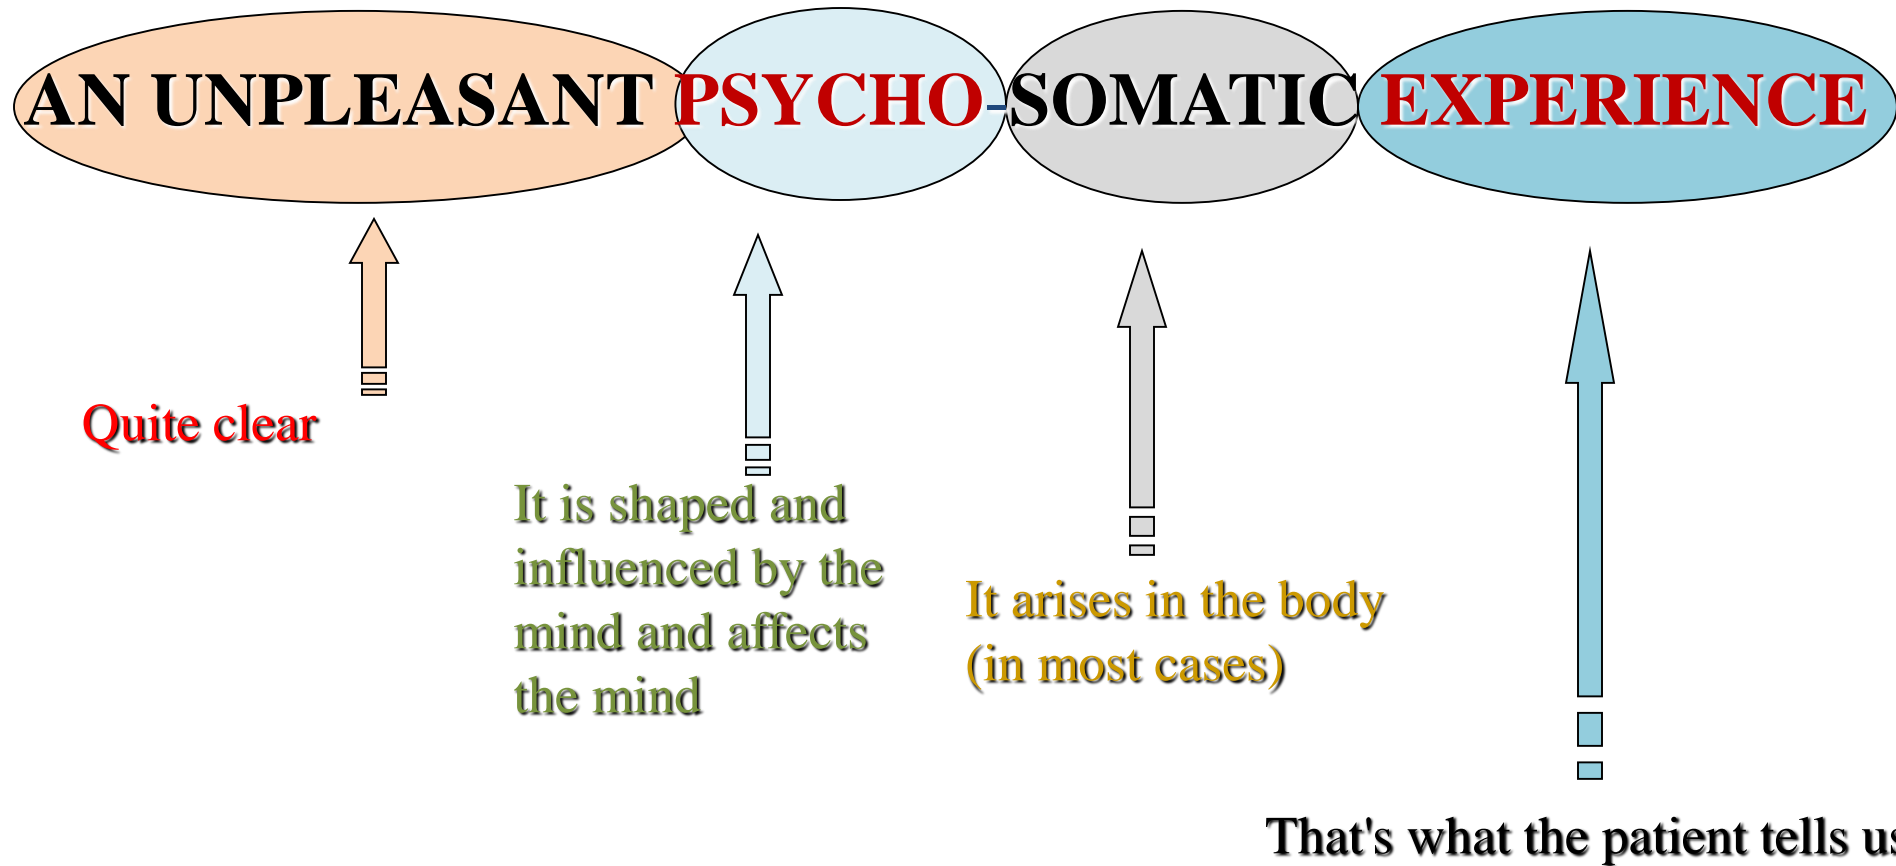 AN UNPLEASANT PSYCHO-SOMATIC EXPERIENCE
Quite clear
It is shaped and
influenced by the
mind and affects
the mind
It arises in the body
(in most cases)
That's what the patient tells us